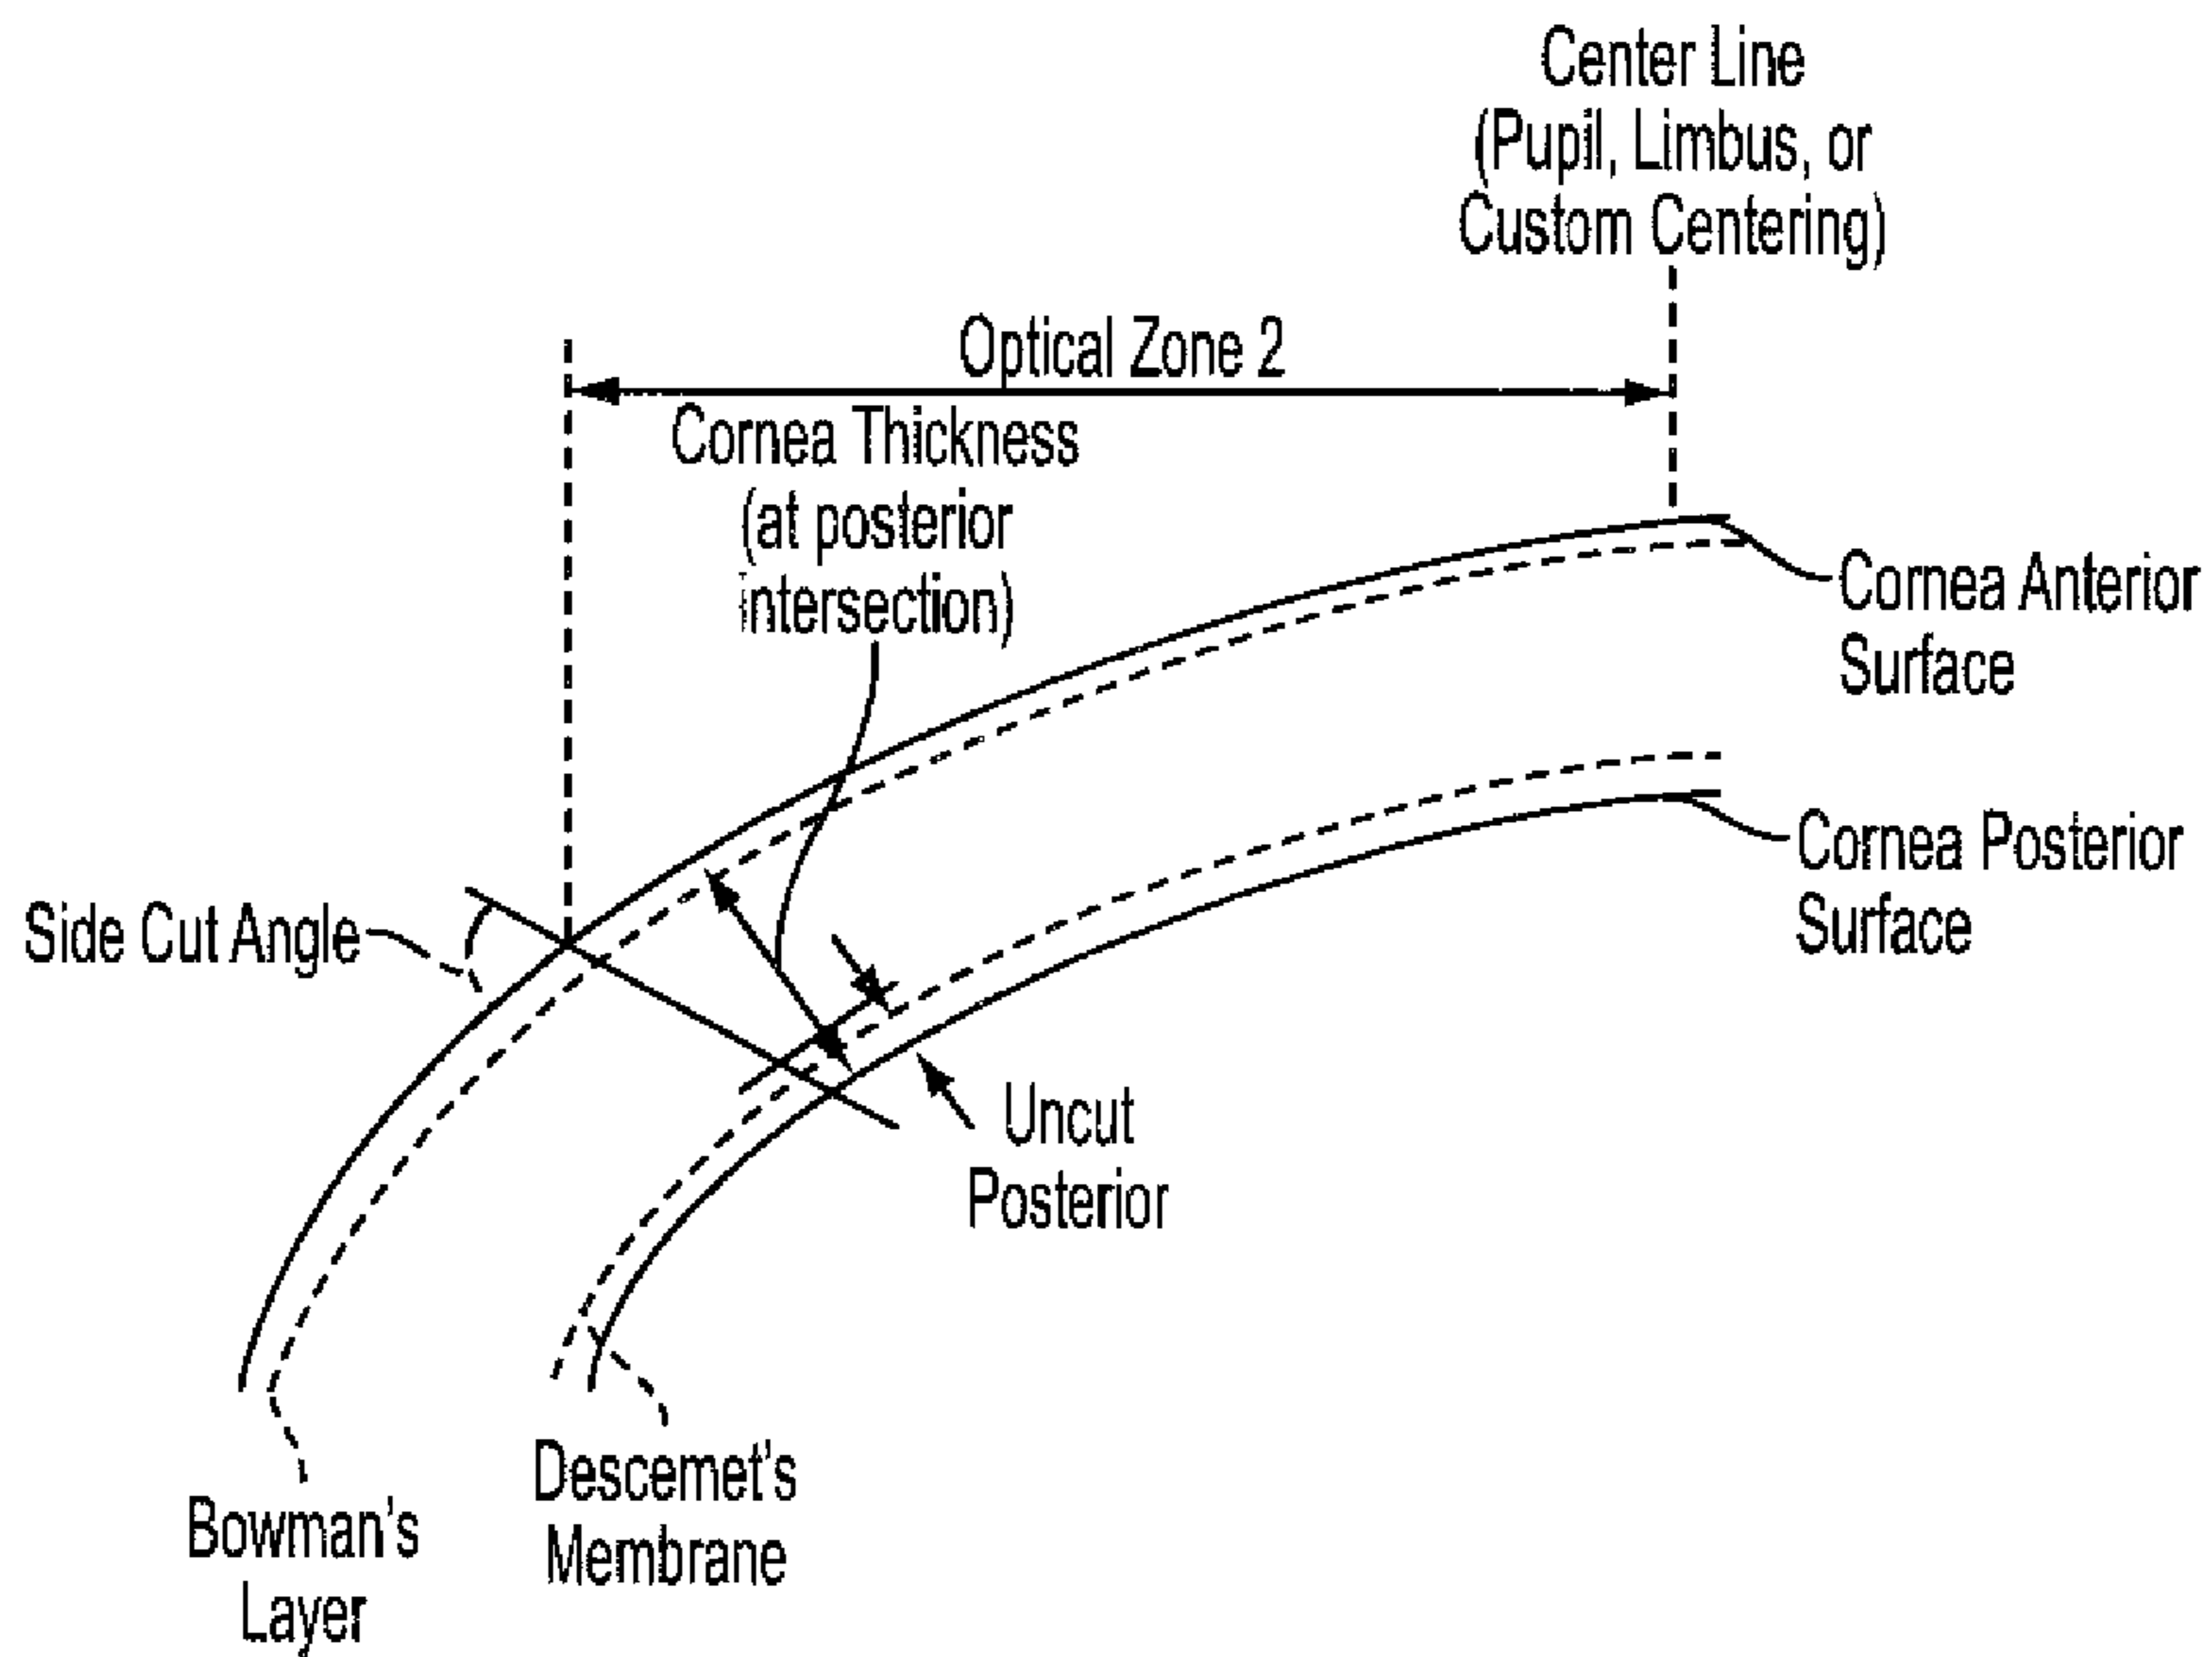 Center Line
(Pupil, Limbus, or
Custom Centering)
Optical Zone 2
Cornea Thickness
(at posterior
intersection)
Cornea Anterior
Surface
Cornea Posterior
Surface
Side Cut Angle
Uncut
Posterior
Descemet's
Membrane
Bowman's
Layer